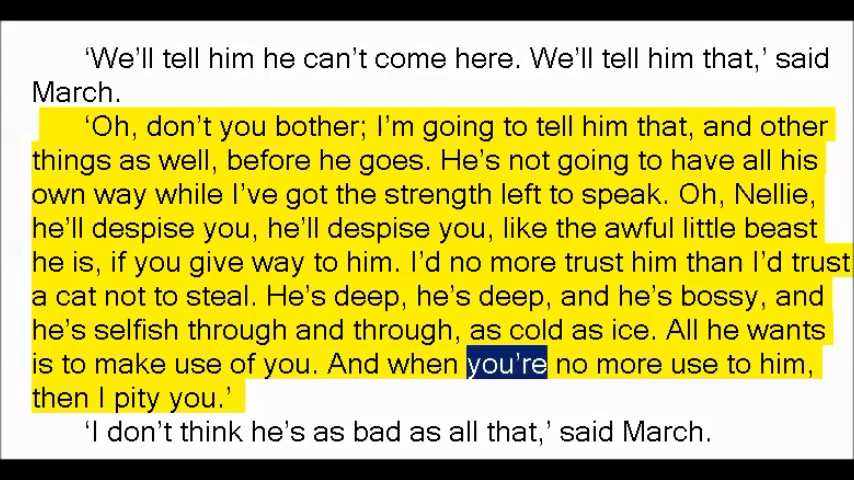 ‘We’ll tell him he can’t come here. We’ll tell him that,’ said
March.
‘Oh, don’t you bother; I’m going to tell him that, and other
things as well, before he goes. He’s not going to have all his
own way while I’ve got the strength left to speak. Oh, Nellie,
he’ll despise you, he’ll despise you, like the awful little beast
he is, if you give way to him. I’d no more trust him than I’d trust
a cat not to steal. He’s deep, he’s deep, and he’s bossy, and
he’s selfish through and through, as cold as ice. All he wants
is to make use of you. And when you’re no more use to him,
then I pity you.’
‘I don’t think he’s as bad as all that,’ said March.